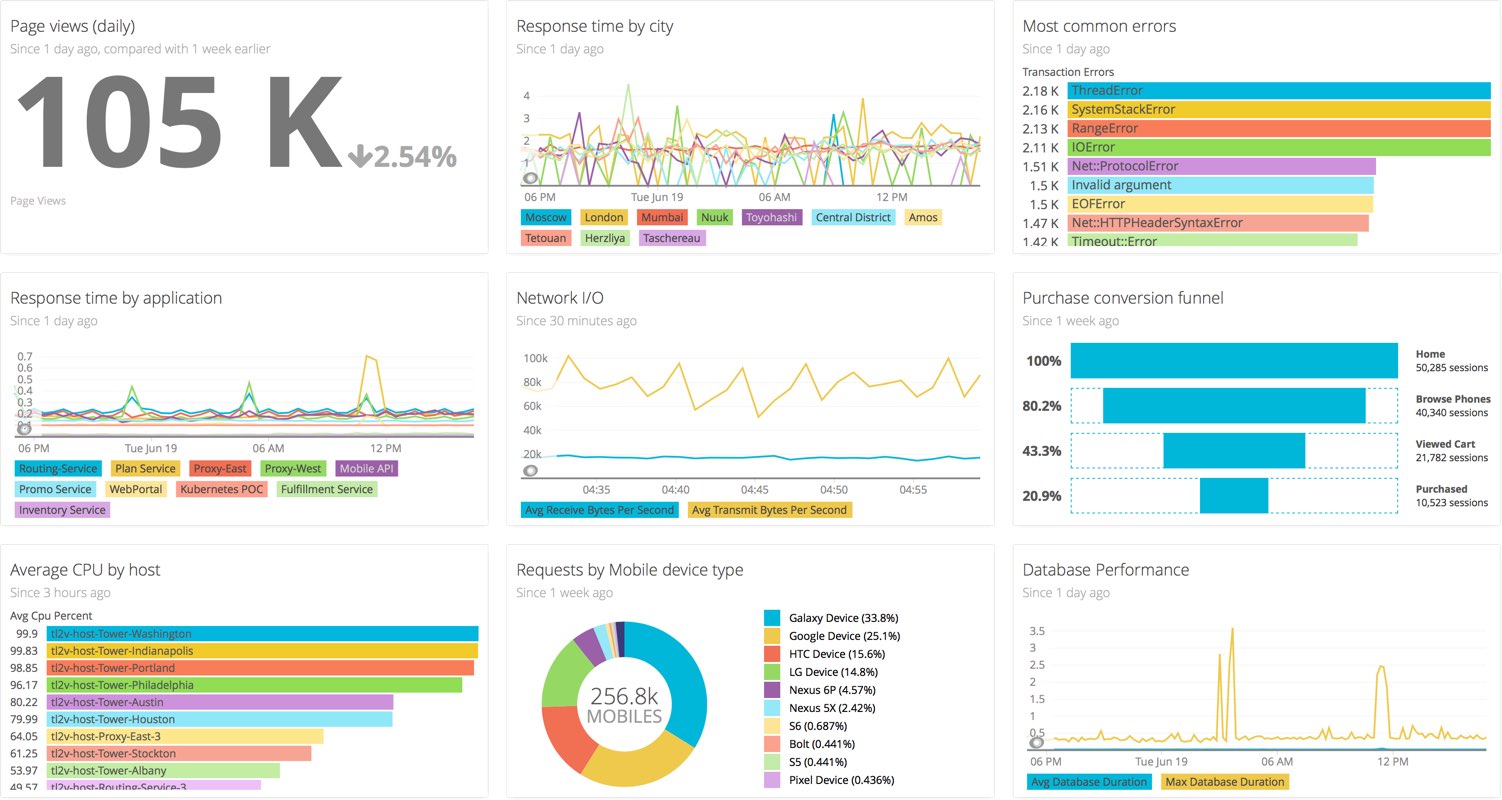 Page views (daily)
Since 1 day ago, compared with 1 week earlier
105 K 2.54%
Page Views
Response time by city
Since 1 day ago
4
3
2
1
06 PM Tue Jun 19 06 AM 12 PM
Moscow London Mumbai Nuuk Toyohashi Central District Amos
Tetouan Herzliya Taschereau
Most common errors
Since 1 day ago
Transaction Errors
2.18 K ThreadError
2.16 K SystemStackError
2.13 K RangeError
2.11 K IOError
1.51 K Net::ProtocolError
1.5 K Invalid argument
1.5 K EOFError
1.47 K Net::HTTPHeaderSyntaxError
1.42 K Timeout::Error
Response time by application
Since 1 day ago
0.7
0.6
0.5
0.4
0.3
0.2
06 PM Tue Jun 19 06 AM 12 PM
Routing-Service Plan Service Proxy-East Proxy-West Mobile API
Promo Service WebPortal Kubernetes POC Fulfillment Service
Inventory Service
Network I/O
Since 30 minutes ago
100k
80k
60k
40k
20k
04:35 04:40 04:45 04:50 04:55
Avg Receive Bytes Per Second Avg Transmit Bytes Per Second
Purchase conversion funnel
Since 1 week ago
100% Home
50,285 sessions
80.2% Browse Phones
40,340 sessions
43.3% Viewed Cart
21,782 sessions
20.9% Purchased
10,523 sessions
Average CPU by host
Since 3 hours ago
Avg Cpu Percent
99.9 tl2v-host-Tower-Washington
99.83 tl2v-host-Tower-Indianapolis
98.85 tl2v-host-Tower-Portland
96.17 tl2v-host-Tower-Philadelphia
80.22 tl2v-host-Tower-Austin
79.99 tl2v-host-Tower-Houston
64.05 tl2v-host-Proxy-East-3
61.25 tl2v-host-Tower-Stockton
53.97 tl2v-host-Tower-Albany
49.57 tl2v-host-Routing-Service-3
Requests by Mobile device type
Since 1 week ago
256.8k
MOBILES
Galaxy Device (33.8%)
Google Device (25.1%)
HTC Device (15.6%)
LG Device (14.8%)
Nexus 6P (4.57%)
Nexus 5X (2.42%)
S6 (0.687%)
Bolt (0.441%)
S5 (0.441%)
Pixel Device (0.436%)
Database Performance
Since 1 day ago
3.5
3
2.5
2
1.5
1
0.5
06 PM Tue Jun 19 06 AM 12 PM
Avg Database Duration Max Database Duration